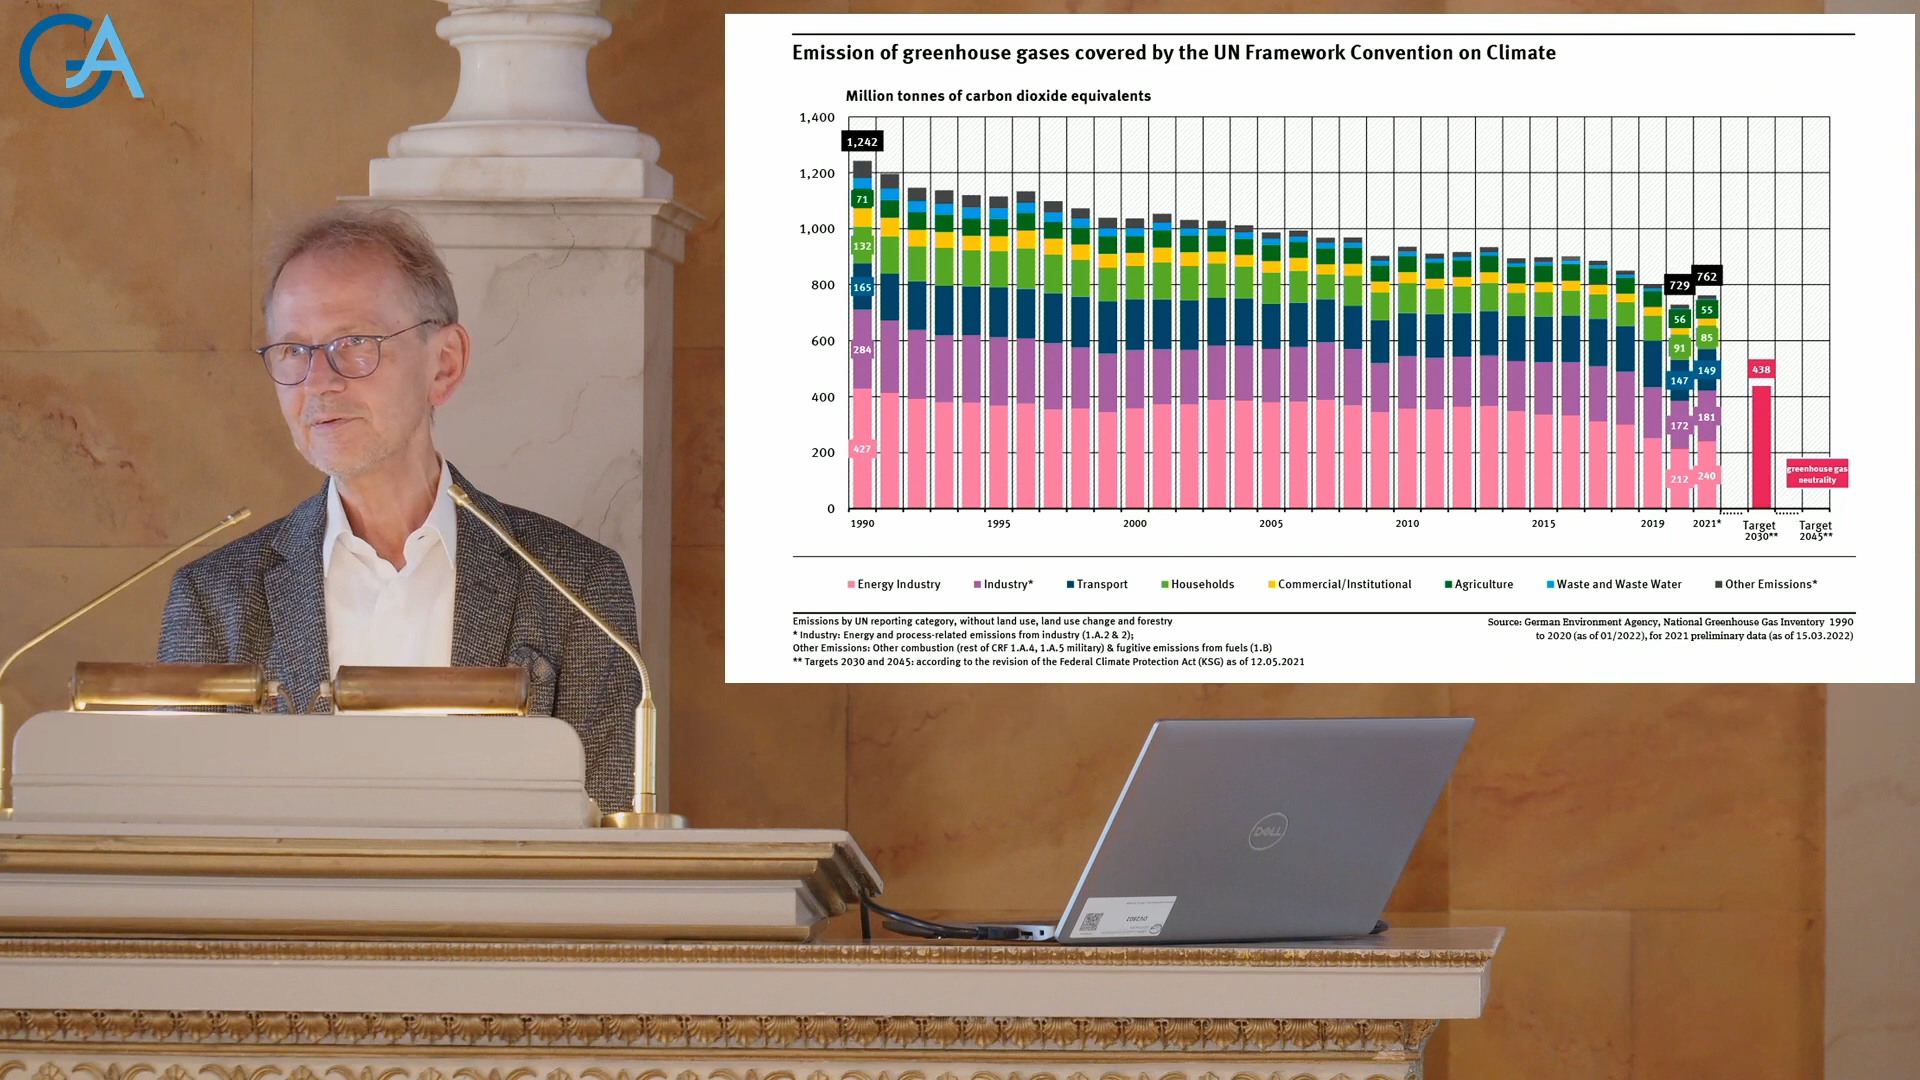 GA
Emission of greenhouse gases covered by the UN Framework Convention on Climate
Million tonnes of carbon dioxide equivalents
1,400
1,200
1,000
800
600
400
200
0
1,242
71
132
165
284
427
729
56
91
147
172
212
762
55
85
149
181
240
438
greenhouse gas
neutrality
1990
1995
2000
2005
2010
2015
2019
2021*
Target
2030**
Target
2045**
Energy Industry
Industry*
Transport
Households
Commercial/Institutional
Agriculture
Waste and Waste Water
Other Emissions*
Emissions by UN reporting category, without land use, land use change and forestry
* Industry: Energy and process-related emissions from industry (1.A.2 & 2);
Other Emissions: Other combustion (rest of CRF 1.A.4, 1.A.5 military) & fugitive emissions from fuels (1.B)
** Targets 2030 and 2045: according to the revision of the Federal Climate Protection Act (KSG) as of 12.05.2021
Source: German Environment Agency, National Greenhouse Gas Inventory 1990
to 2020 (as of 01/2022), for 2021 preliminary data (as of 15.03.2022)
DELL